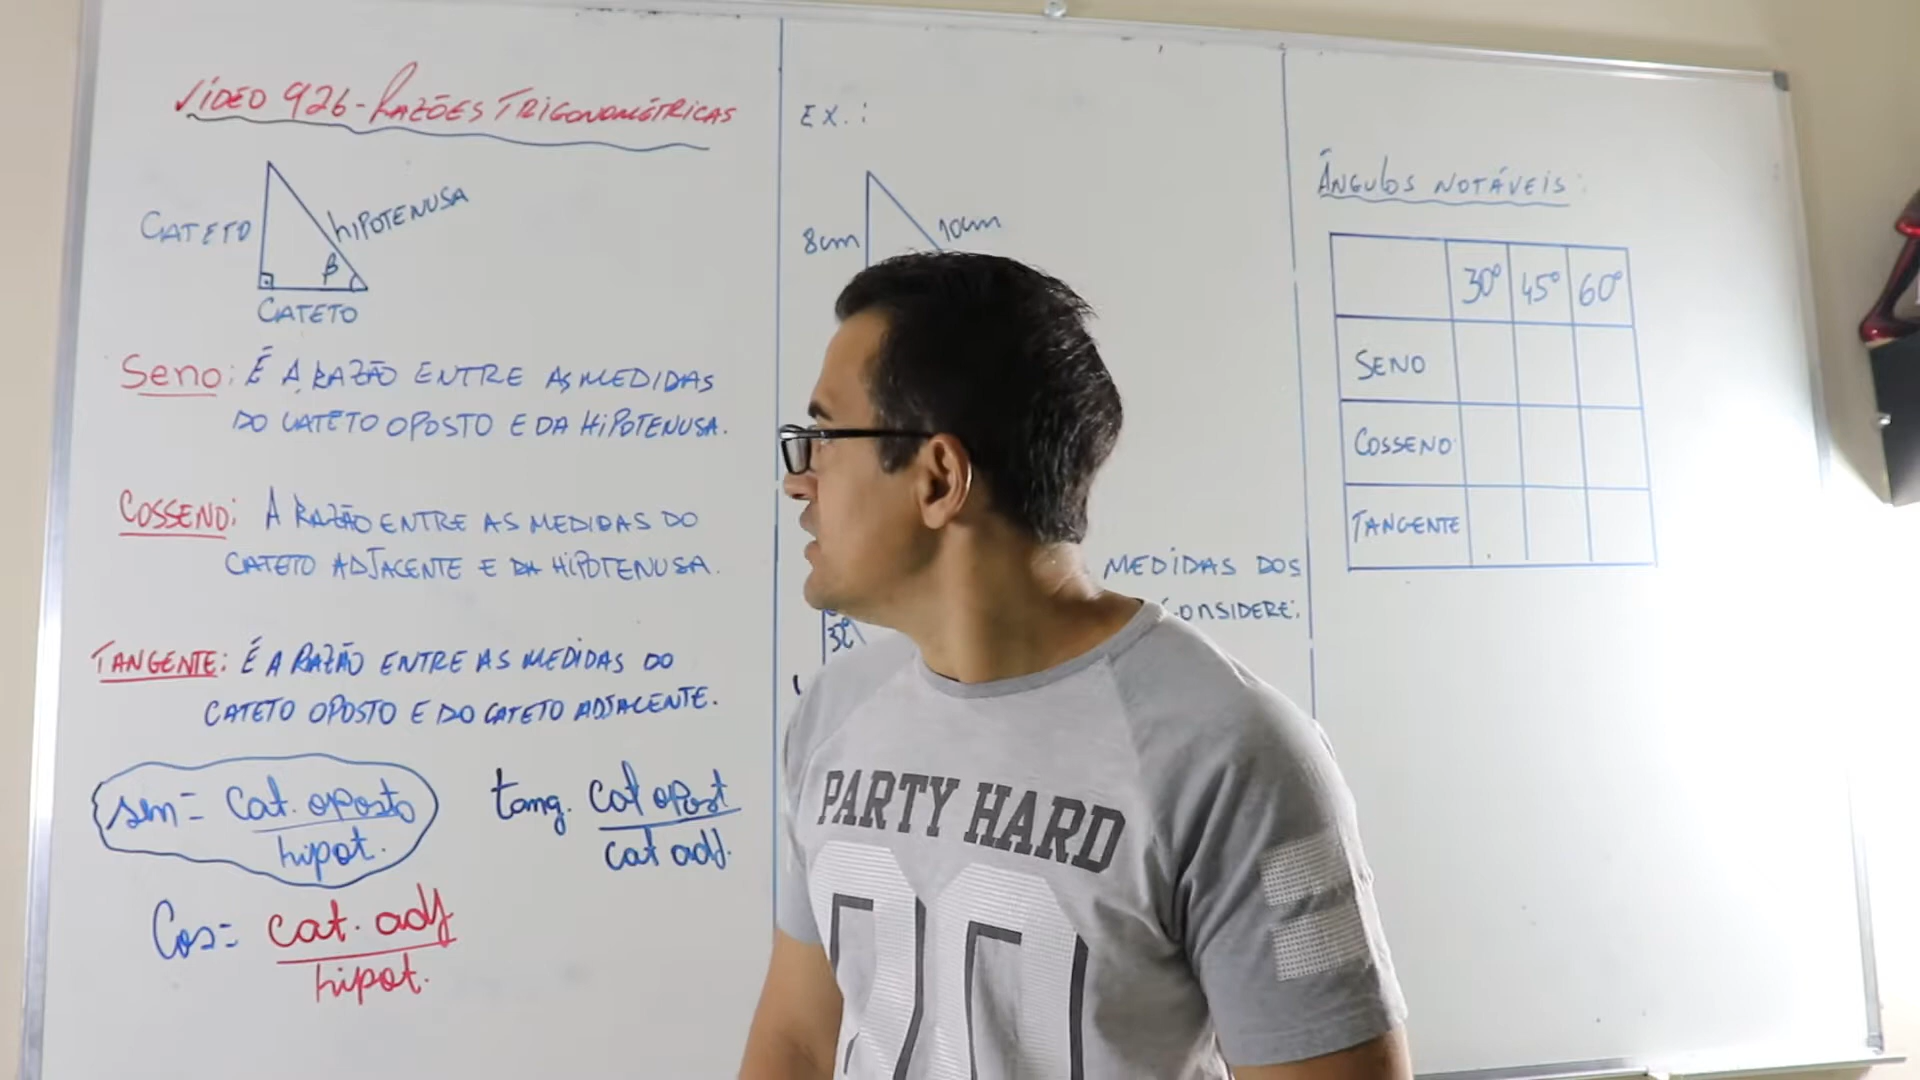 VÍDEO 926 - RAZÕES TRIGONOMÉTRICAS
CATETO
HIPOTENUSA
β
CATETO
Seno: É A RAZÃO ENTRE AS MEDIDAS
DO CATETO OPOSTO E DA HIPOTENUSA.
COSSENO: A RAZÃO ENTRE AS MEDIDAS DO
CATETO ADJACENTE E DA HIPOTENUSA.
TANGENTE: É A RAZÃO ENTRE AS MEDIDAS DO
CATETO OPOSTO E DO CATETO ADJACENTE.
sen = cat. oposto
hipot.
tang. cat opost
cat adj.
Cos = cat. adj
hipot.
EX.:
8cm
10cm
MEDIDAS DOS
CONSIDERE:
32°
ÂNGULOS NOTÁVEIS:
30° 45° 60°
SENO
COSSENO
TANGENTE
PARTY HARD